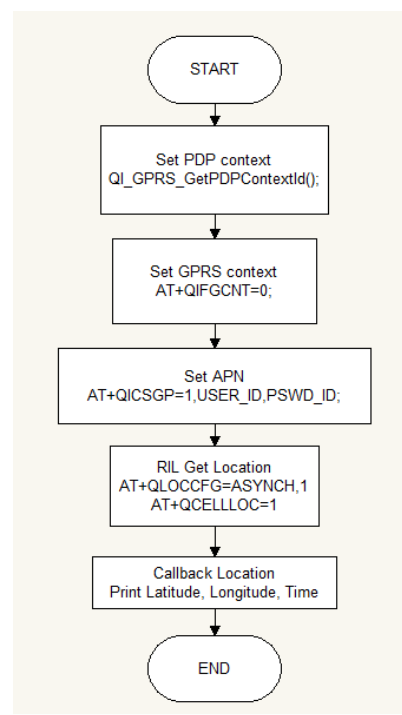 START
Set PDP context
QI_GPRS_GetPDPContextId();
Set GPRS context
AT+QIFGCNT=0;
Set APN
AT+QICSGP=1,USER_ID,PSWD_ID;
RIL Get Location
AT+QLOCCFG=ASYNCH,1
AT+QCELLLOC=1
Callback Location
Print Latitude, Longitude, Time
END